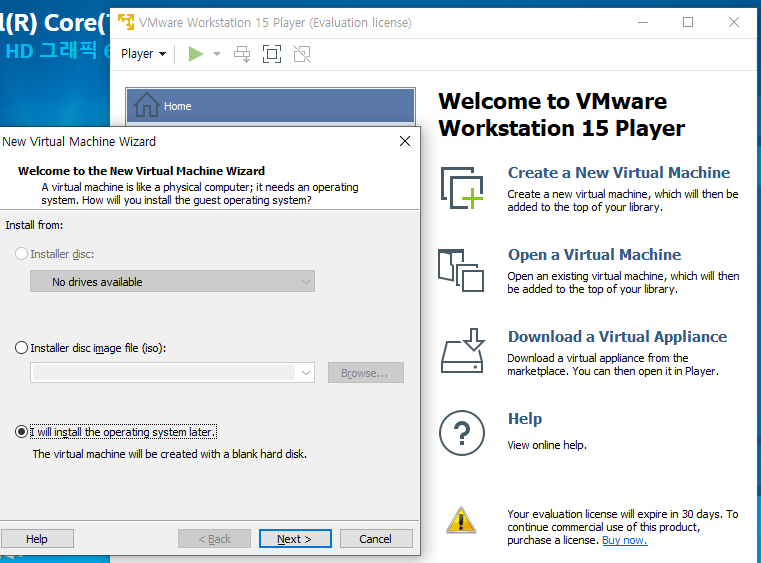 l(R) Core(
HD 그래픽 6
VMware Workstation 15 Player (Evaluation license)
Player
Home
Welcome to VMware
Workstation 15 Player
Create a New Virtual Machine
Create a new virtual machine, which will then be
added to the top of your library.
Open a Virtual Machine
Open an existing virtual machine, which will then
be added to the top of your library.
Download a Virtual Appliance
Download a virtual appliance from the
marketplace. You can then open it in Player.
Help
View online help.
Your evaluation license will expire in 30 days. To
continue commercial use of this product,
purchase a license. Buy now.
New Virtual Machine Wizard
Welcome to the New Virtual Machine Wizard
A virtual machine is like a physical computer; it needs an operating
system. How will you install the guest operating system?
Install from:
Installer disc:
No drives available
Installer disc image file (iso):
Browse...
I will install the operating system later.
The virtual machine will be created with a blank hard disk.
Help
< Back
Next >
Cancel